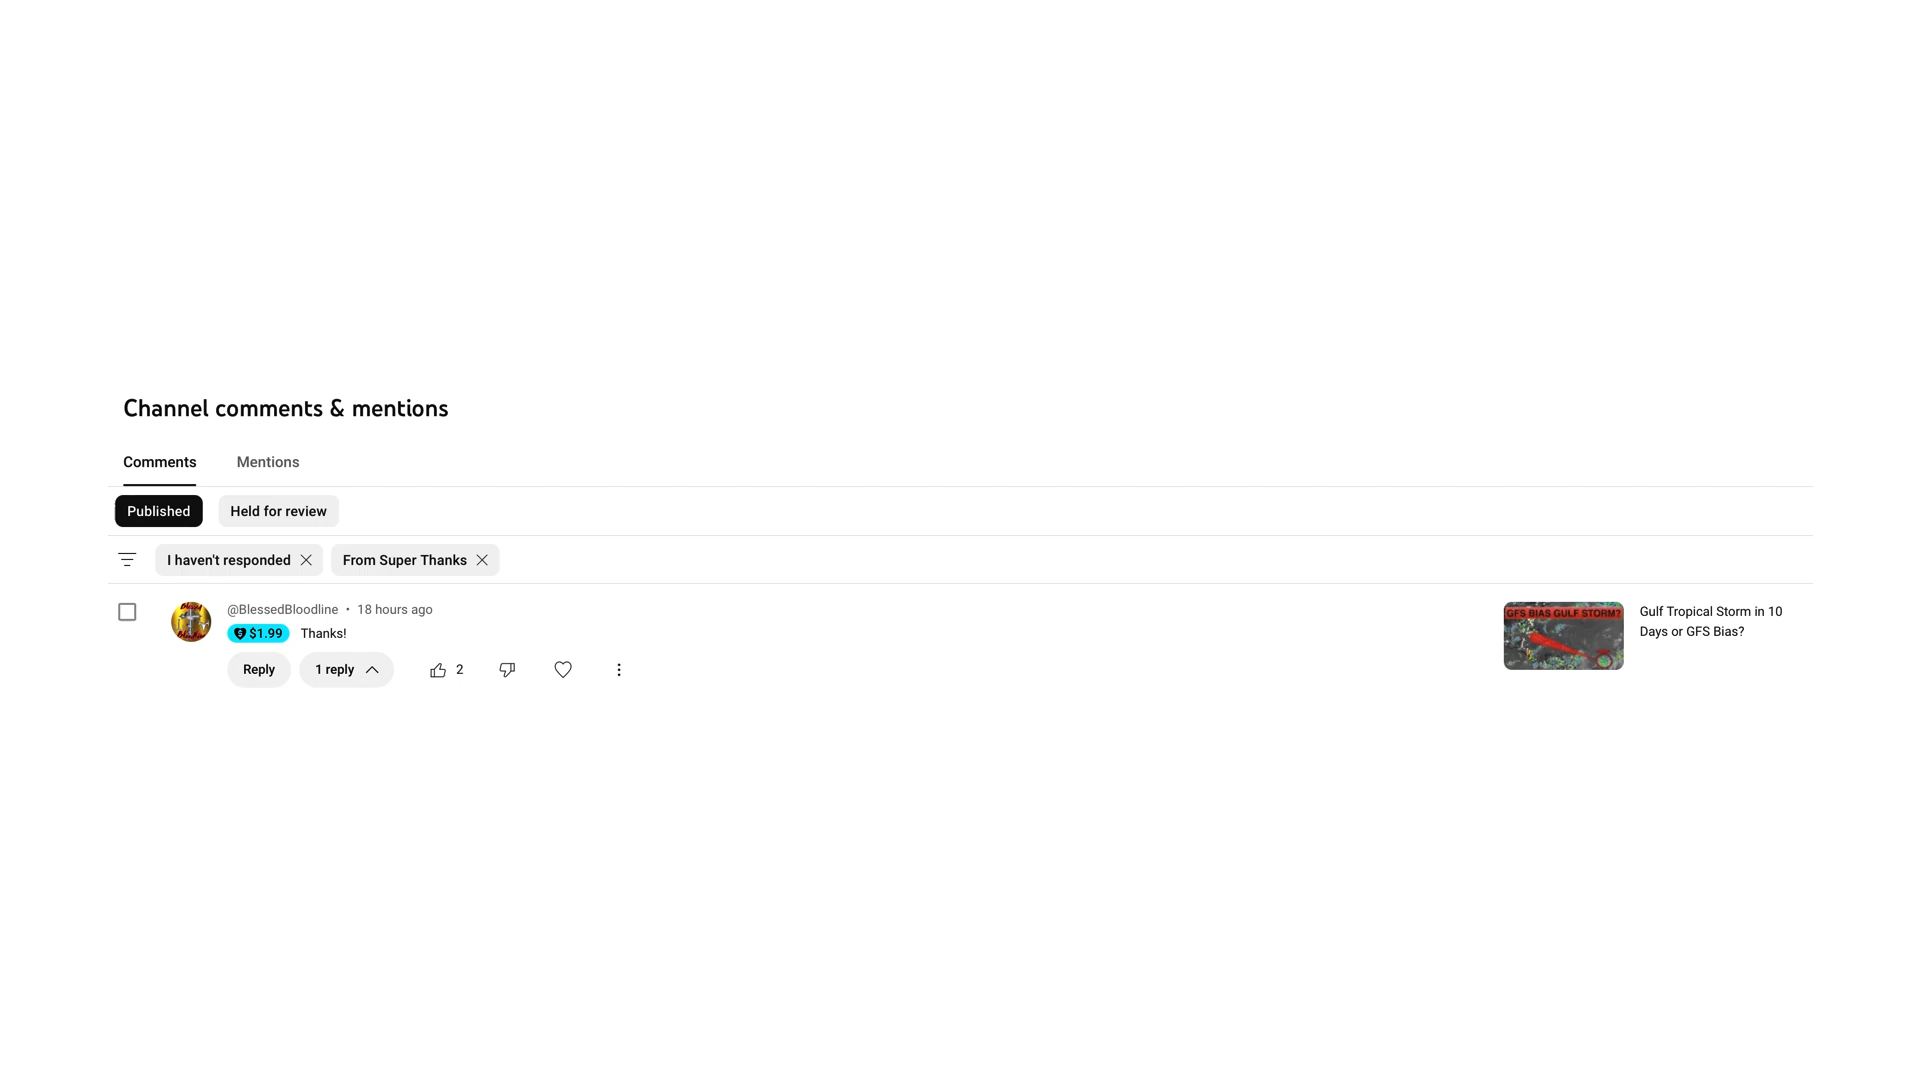 Channel comments & mentions
Comments
Mentions
Published
Held for review
I haven't responded
From Super Thanks
@BlessedBloodline • 18 hours ago
$1.99 Thanks!
Reply
1 reply
2
GFS BIAS GULF STORM?
Gulf Tropical Storm in 10
Days or GFS Bias?